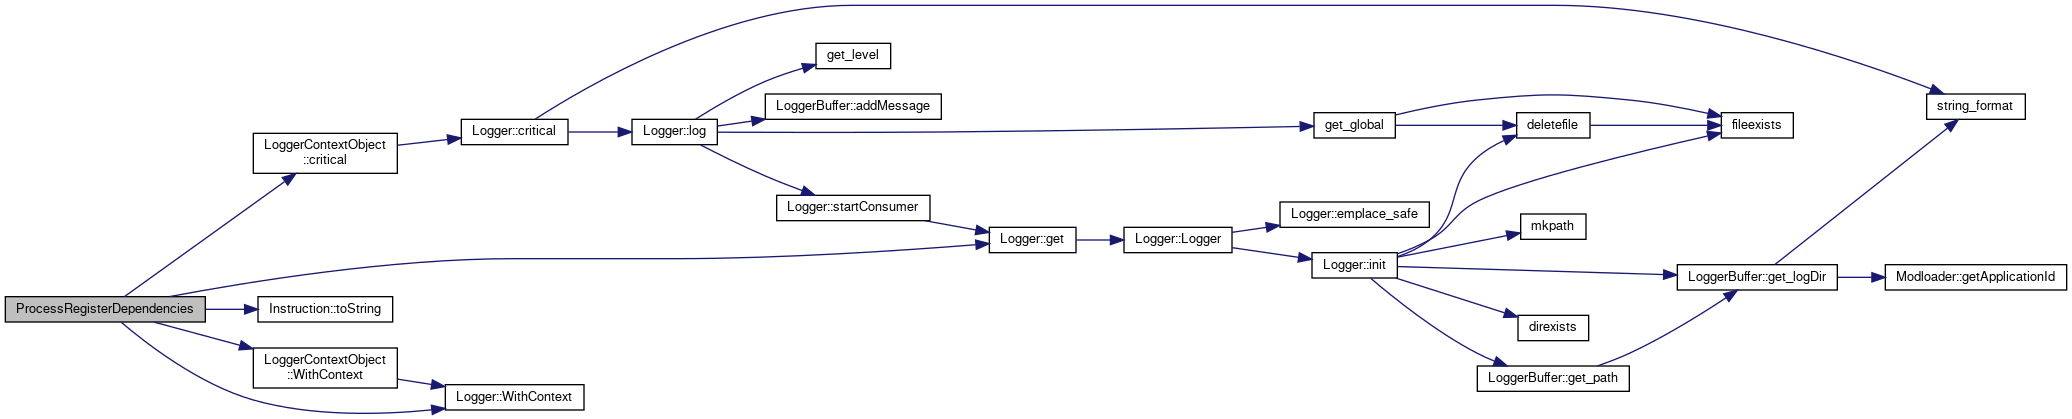 ProcessRegisterDependencies
LoggerContextObject
::critical
Instruction::toString
LoggerContextObject
::WithContext
Logger::WithContext
Logger::critical
Logger::log
get_level
LoggerBuffer::addMessage
Logger::startConsumer
Logger::get
Logger::Logger
Logger::emplace_safe
Logger::init
get_global
deletefile
fileexists
mkpath
LoggerBuffer::get_logDir
direxists
LoggerBuffer::get_path
string_format
Modloader::getApplicationId